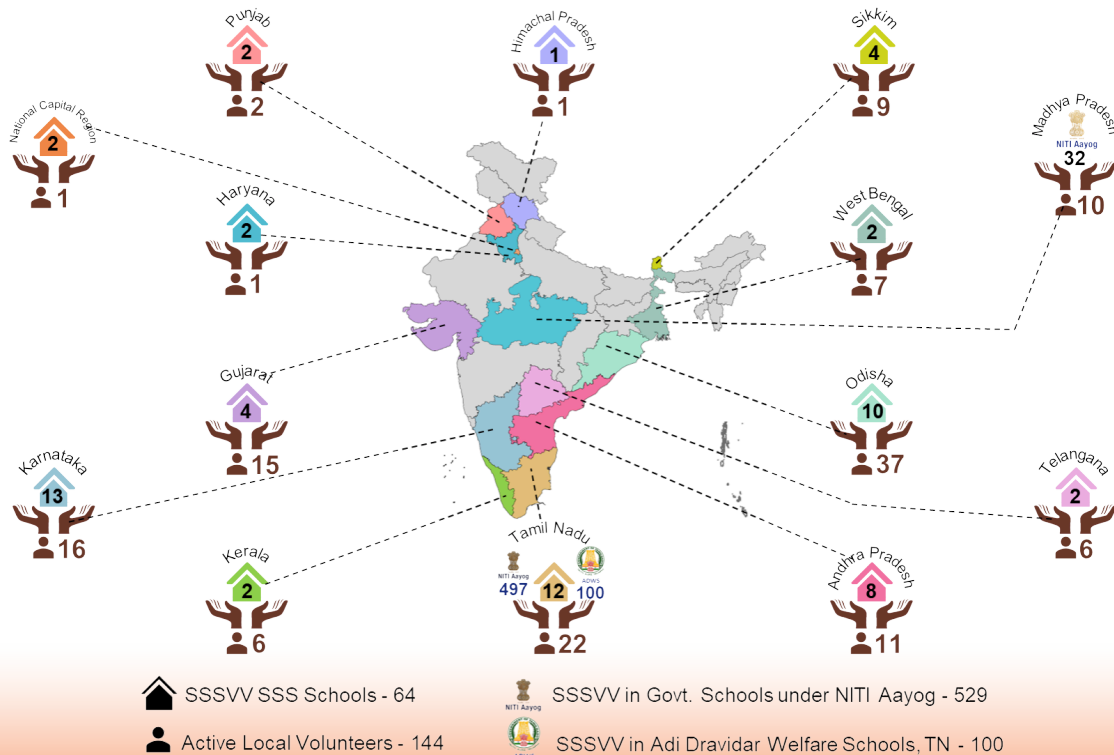 Punjab
2
2
Himachal Pradesh
1
1
Sikkim
4
9
National Capital Region
2
1
Madhya Pradesh
NITI Aayog
32
10
Haryana
2
1
West Bengal
2
7
Gujarat
4
15
Odisha
10
37
Karnataka
13
16
Telangana
2
6
Kerala
2
6
Tamil Nadu
NITI Aayog
497
12
ADWS
100
22
Andhra Pradesh
8
11
SSSVV SSS Schools - 64
NITI Aayog
SSSVV in Govt. Schools under NITI Aayog - 529
Active Local Volunteers - 144
SSSVV in Adi Dravidar Welfare Schools, TN - 100